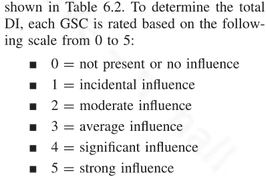 shown in Table 6.2. To determine the total
DI, each GSC is rated based on the follow-
ing scale from 0 to 5:
■ 0 = not present or no influence
■ 1 = incidental influence
■ 2 = moderate influence
■ 3 = average influence
■ 4 = significant influence
■ 5 = strong influence